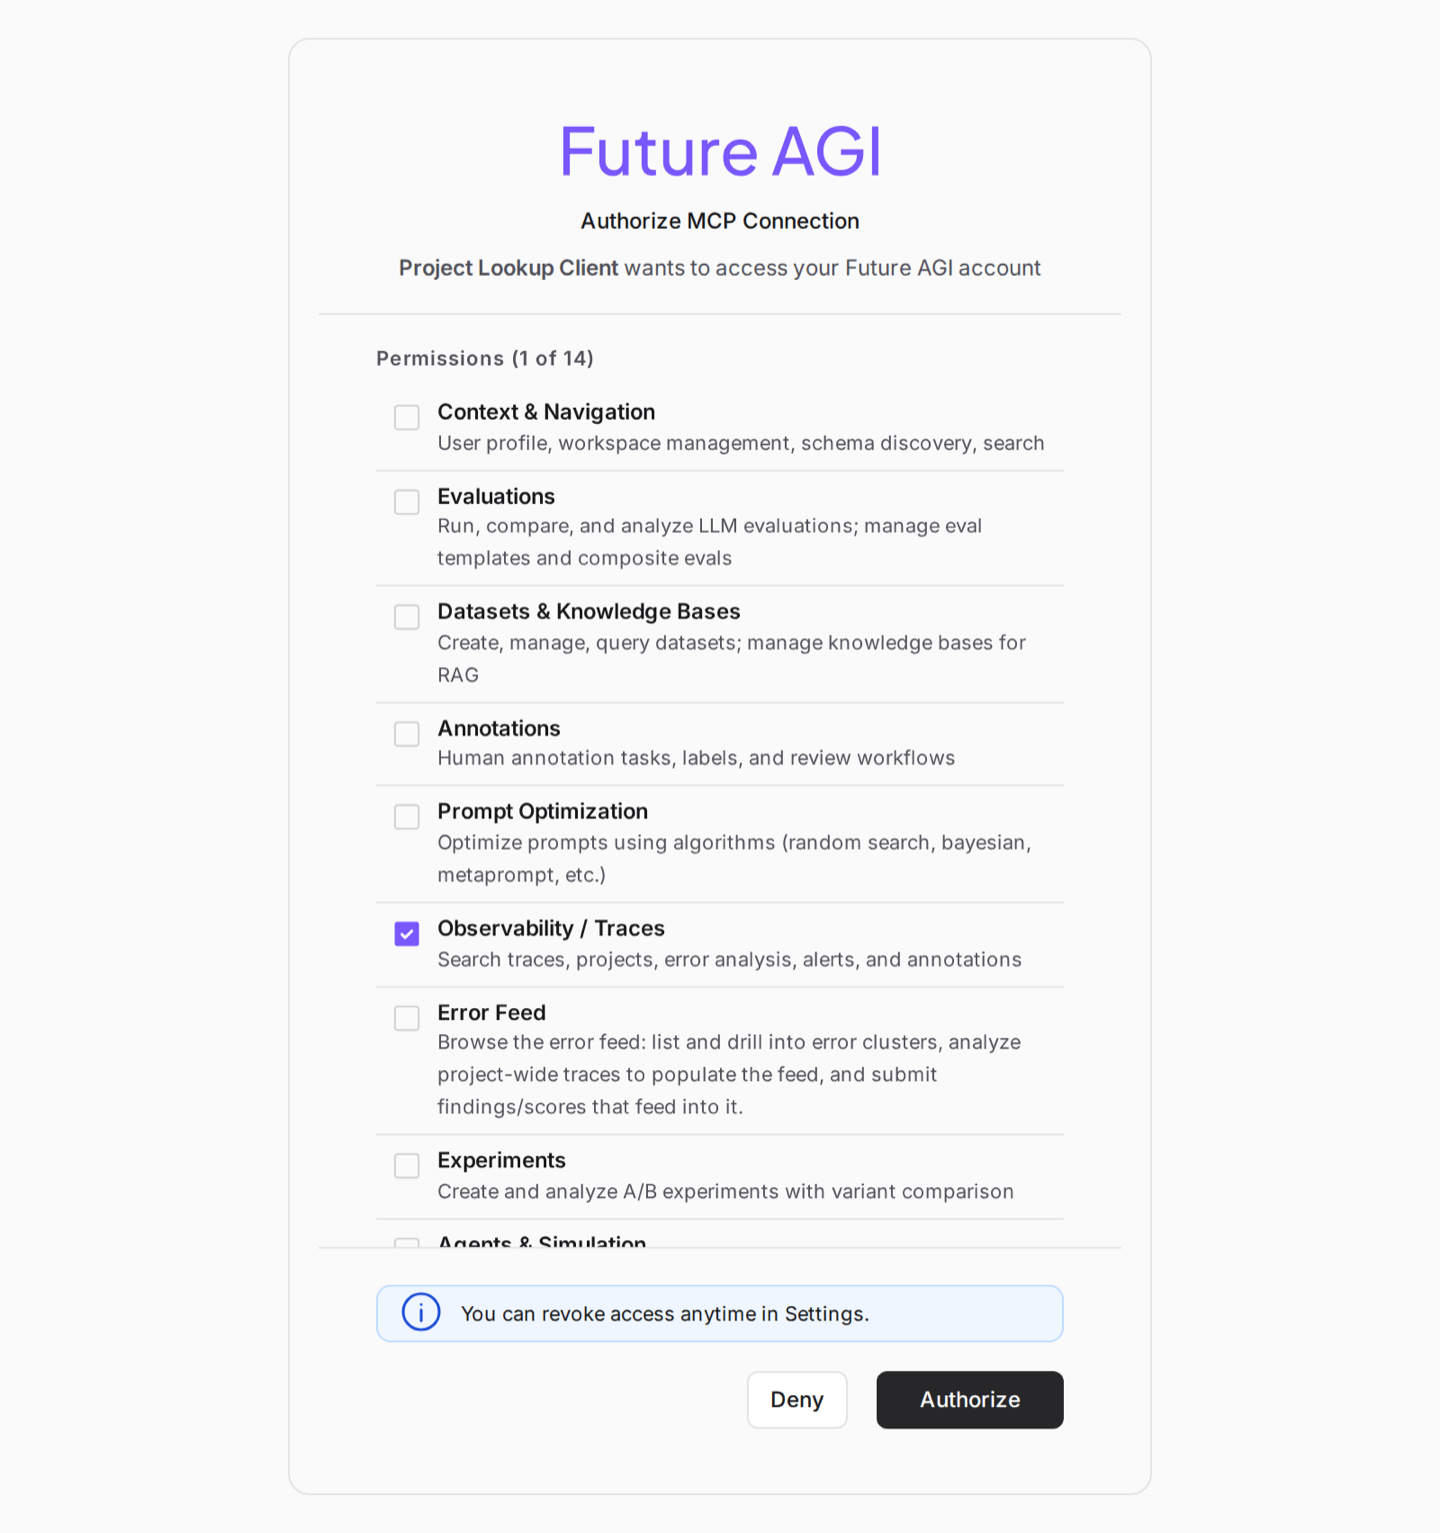 Future AGI
Authorize MCP Connection
Project Lookup Client wants to access your Future AGI account
Permissions (1 of 14)
Context & Navigation
User profile, workspace management, schema discovery, search
Evaluations
Run, compare, and analyze LLM evaluations; manage eval
templates and composite evals
Datasets & Knowledge Bases
Create, manage, query datasets; manage knowledge bases for
RAG
Annotations
Human annotation tasks, labels, and review workflows
Prompt Optimization
Optimize prompts using algorithms (random search, bayesian,
metaprompt, etc.)
Observability / Traces
Search traces, projects, error analysis, alerts, and annotations
Error Feed
Browse the error feed: list and drill into error clusters, analyze
project-wide traces to populate the feed, and submit
findings/scores that feed into it.
Experiments
Create and analyze A/B experiments with variant comparison
Agents & Simulation
You can revoke access anytime in Settings.
Deny
Authorize